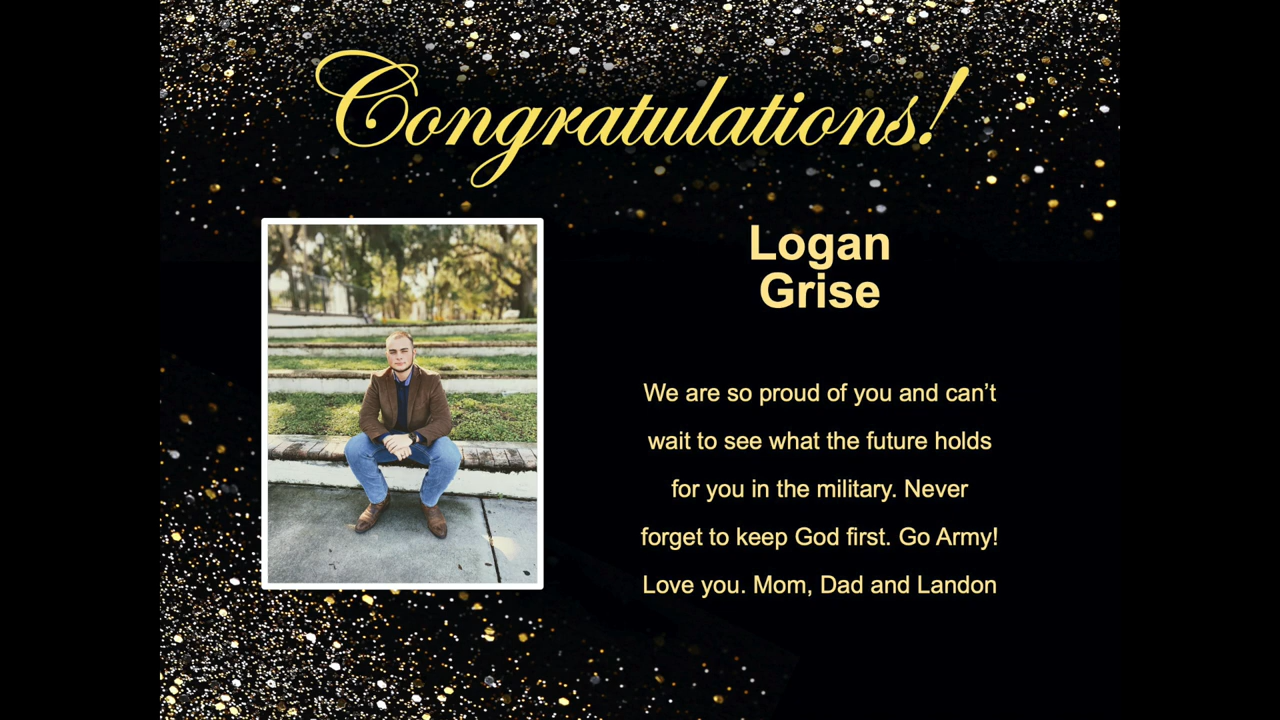 Congratulations!
Logan
Grise
We are so proud of you and can’t
wait to see what the future holds
for you in the military. Never
forget to keep God first. Go Army!
Love you. Mom, Dad and Landon